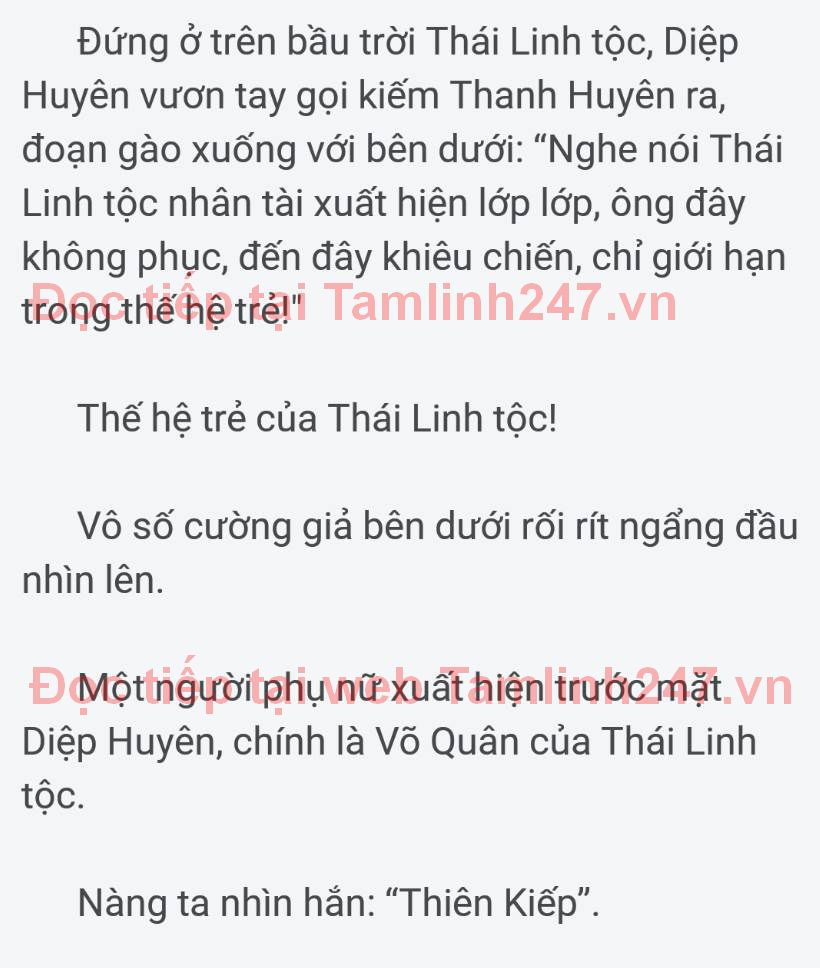 Đứng ở trên bầu trời Thái Linh tộc, Diệp
Huyên vươn tay gọi kiếm Thanh Huyên ra,
đoạn gào xuống với bên dưới: “Nghe nói Thái
Linh tộc nhân tài xuất hiện lớp lớp, ông đây
không phục, đến đây khiêu chiến, chỉ giới hạn
trong thế hệ trẻ!"
Đọc tiếp tại Tamlinh247.vn
Thế hệ trẻ của Thái Linh tộc!
Vô số cường giả bên dưới rối rít ngẩng đầu
nhìn lên.
Một người phụ nữ xuất hiện trước mặt
Đọc tiếp tại web Tamlinh247.vn
Diệp Huyên, chính là Võ Quân của Thái Linh
tộc.
Nàng ta nhìn hắn: “Thiên Kiếp”.